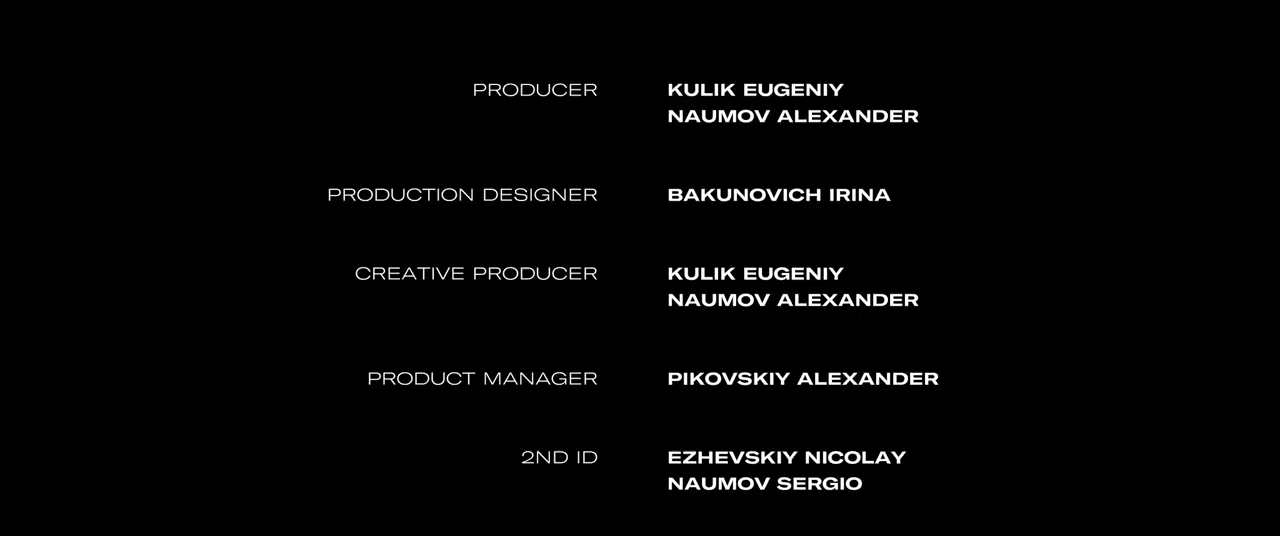 PRODUCER KULIK EUGENIY
NAUMOV ALEXANDER
PRODUCTION DESIGNER BAKUNOVICH IRINA
CREATIVE PRODUCER KULIK EUGENIY
NAUMOV ALEXANDER
PRODUCT MANAGER PIKOVSKIY ALEXANDER
2ND ID EZHEVSKIY NICOLAY
NAUMOV SERGIO